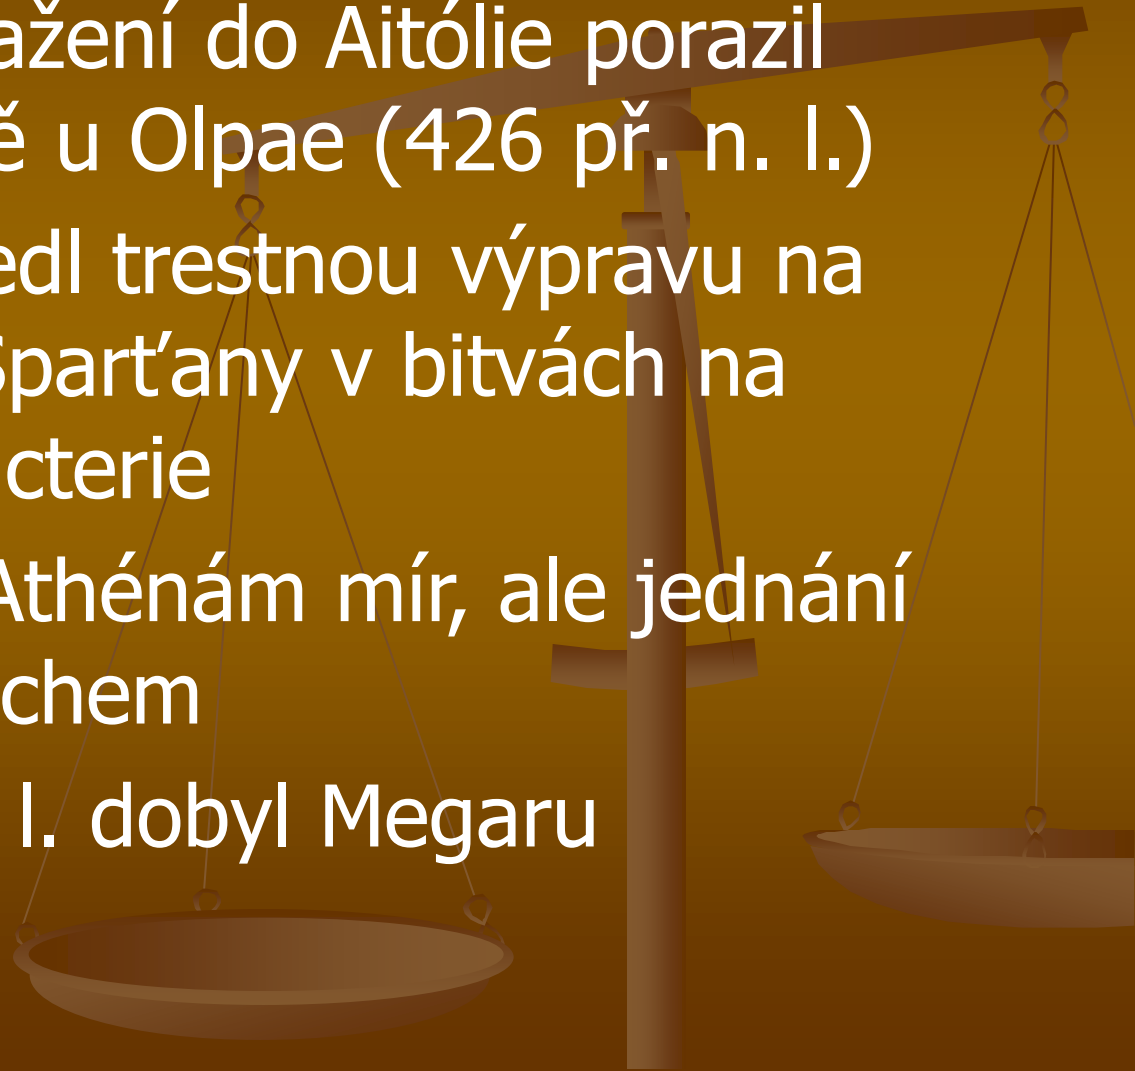 ažení do Aitólie porazil
ě u Olpae (426 př. n. l.)
edl trestnou výpravu na
Sparťany v bitvách na
cterie
Athénám mír, ale jednání
chem
l. dobyl Megaru